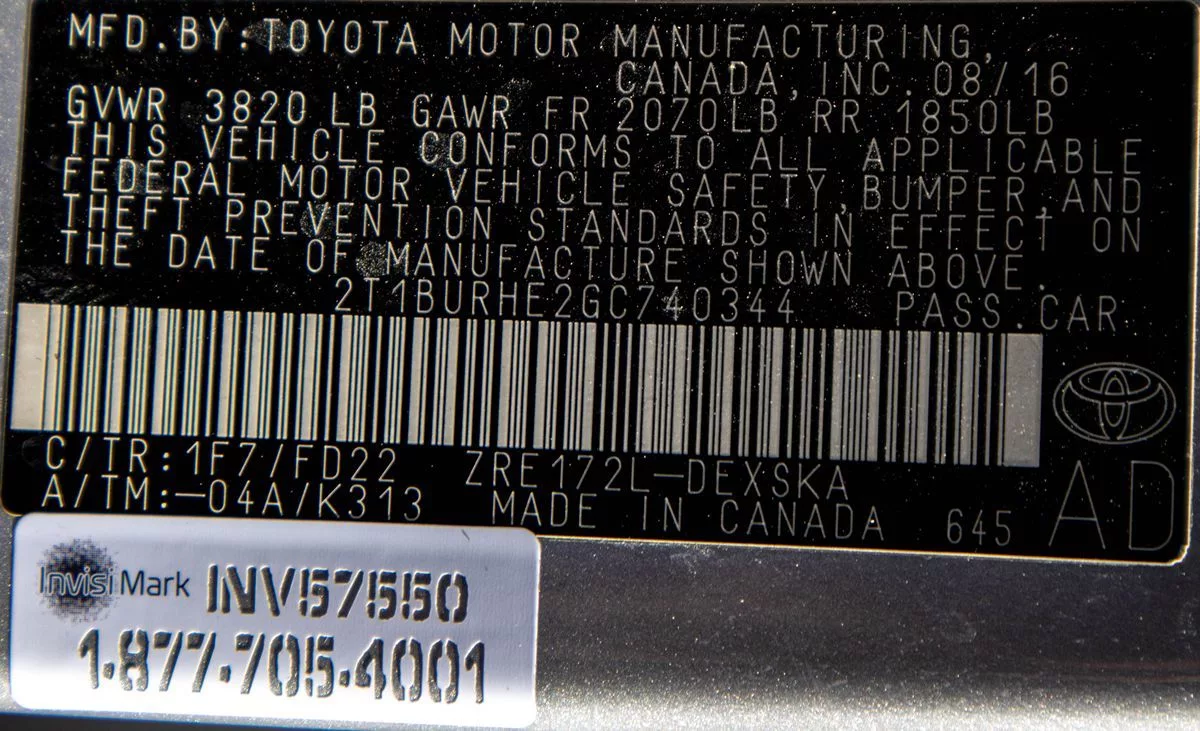 MFD.BY:TOYOTA MOTOR MANUFACTURING,
CANADA,INC.08/16
GVWR 3820LB GAWR FR 2070LB RR 1850LB
THIS VEHICLE CONFORMS TO ALL APPLICABLE
FEDERAL MOTOR VEHICLE SAFETY,BUMPER,AND
THEFT PREVENTION STANDARDS IN EFFECT ON
THE DATE OF MANUFACTURE SHOWN ABOVE.
2T1BURHE2GC740344 PASS.CAR
C/TR:1F7/FD22 ZRE172L-DEXSKA
A/TM:-04A/K313 MADE IN CANADA 645 AD
InvisiMark INV57550
1-877-705-4001